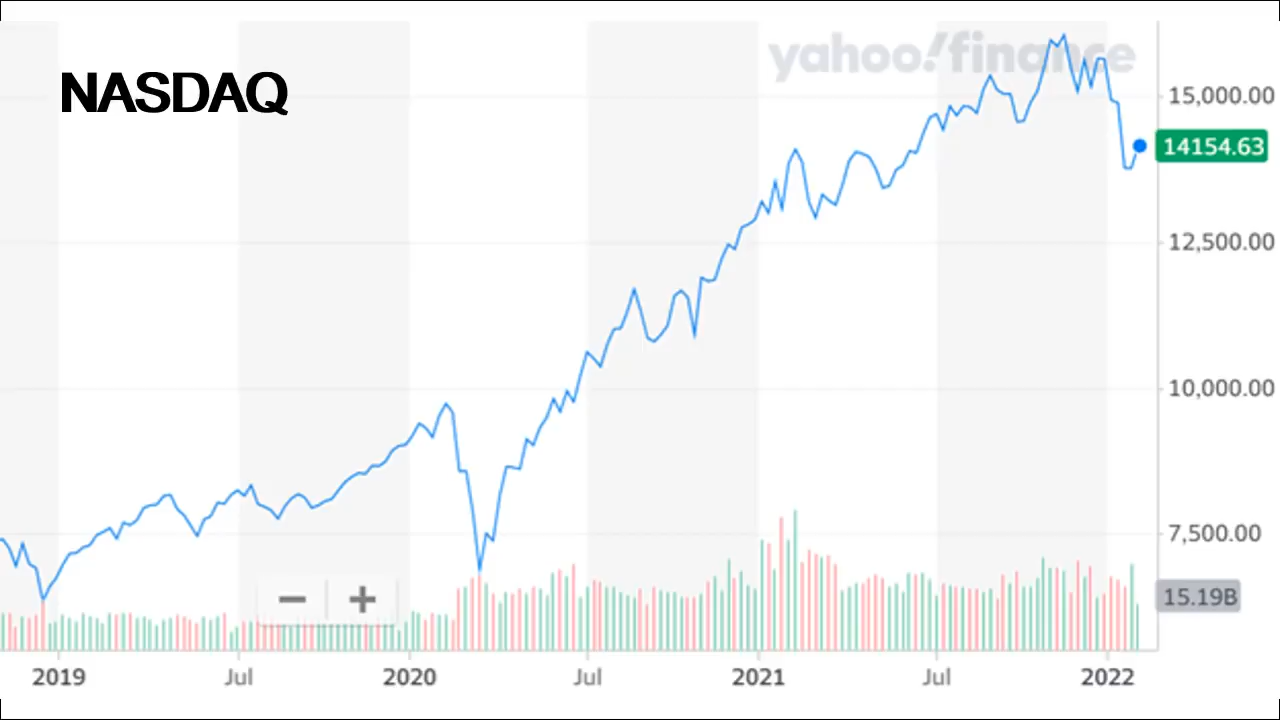 yahoo!finance
NASDAQ
15,000.00
14154.63
12,500.00
10,000.00
7,500.00
15.19B
2019 Jul 2020 Jul 2021 Jul 2022